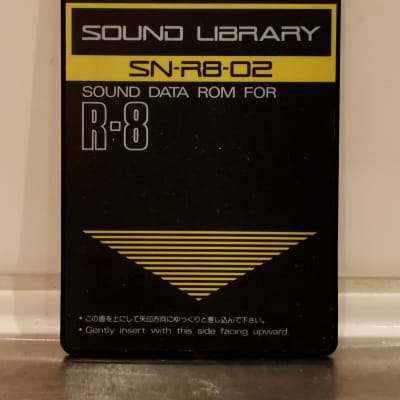 SOUND LIBRARY
SN-R8-02
SOUND DATA ROM FOR
R-8
・この面を上にして矢印方向にゆっくりと差し込んで下さい。
・Gently insert with this side facing upward.